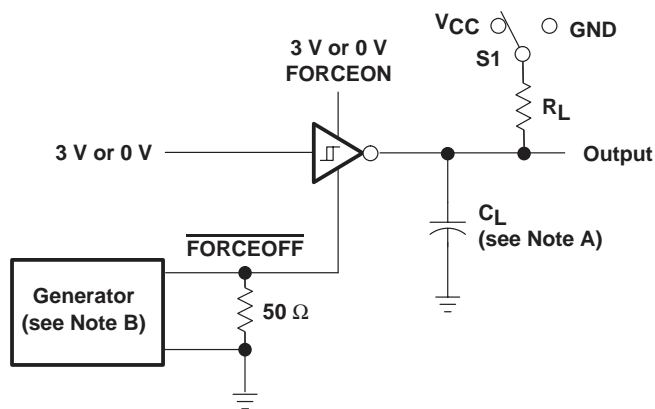 VCC
GND
S1
3 V or 0 V
FORCEON
RL
3 V or 0 V
Output
CL
(see Note A)
FORCEOFF
Generator
(see Note B)
50 Ω